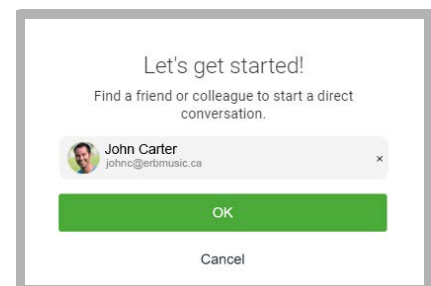 Let's get started!
Find a friend or colleague to start a direct
conversation.
John Carter
johnc@erbmusic.ca
×
OK
Cancel